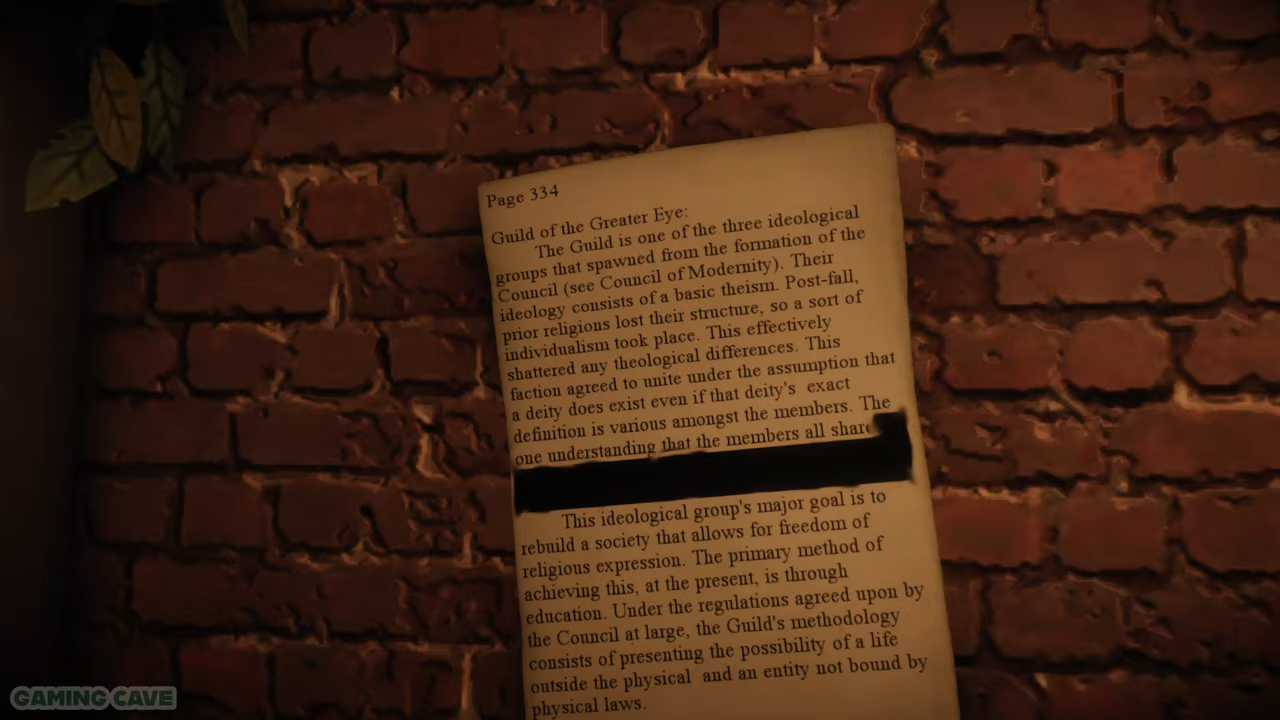 Page 334
Guild of the Greater Eye:
The Guild is one of the three ideological
groups that spawned from the formation of the
Council (see Council of Modernity). Their
ideology consists of a basic theism. Post-fall,
prior religions lost their structure, so a sort of
individualism took place. This effectively
shattered any theological differences. This
faction agreed to unite under the assumption that
a deity does exist even if that deity's exact
definition is various amongst the members. The
one understanding that the members all share
This ideological group's major goal is to
rebuild a society that allows for freedom of
religious expression. The primary method of
achieving this, at the present, is through
education. Under the regulations agreed upon by
the Council at large, the Guild's methodology
consists of presenting the possibility of a life
outside the physical and an entity not bound by
physical laws.
GAMING CAVE